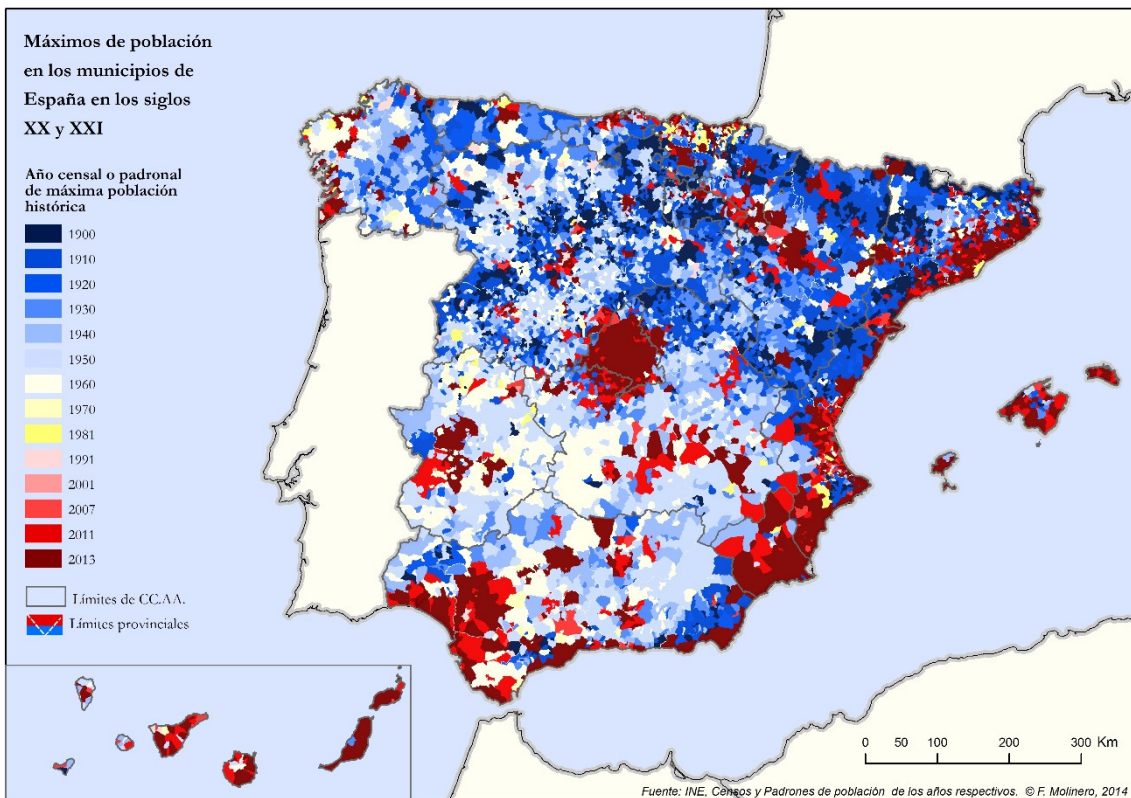 Máximos de población
en los municipios de
España en los siglos
XX y XXI
Año censal o padronal
de máxima población
histórica
1900
1910
1920
1930
1940
1950
1960
1970
1981
1991
2001
2007
2011
2013
Límites de CC.AA.
Límites provinciales
0 50 100 200 300 Km
Fuente: INE, Censos y Padrones de población de los años respectivos. © F. Molinero, 2014